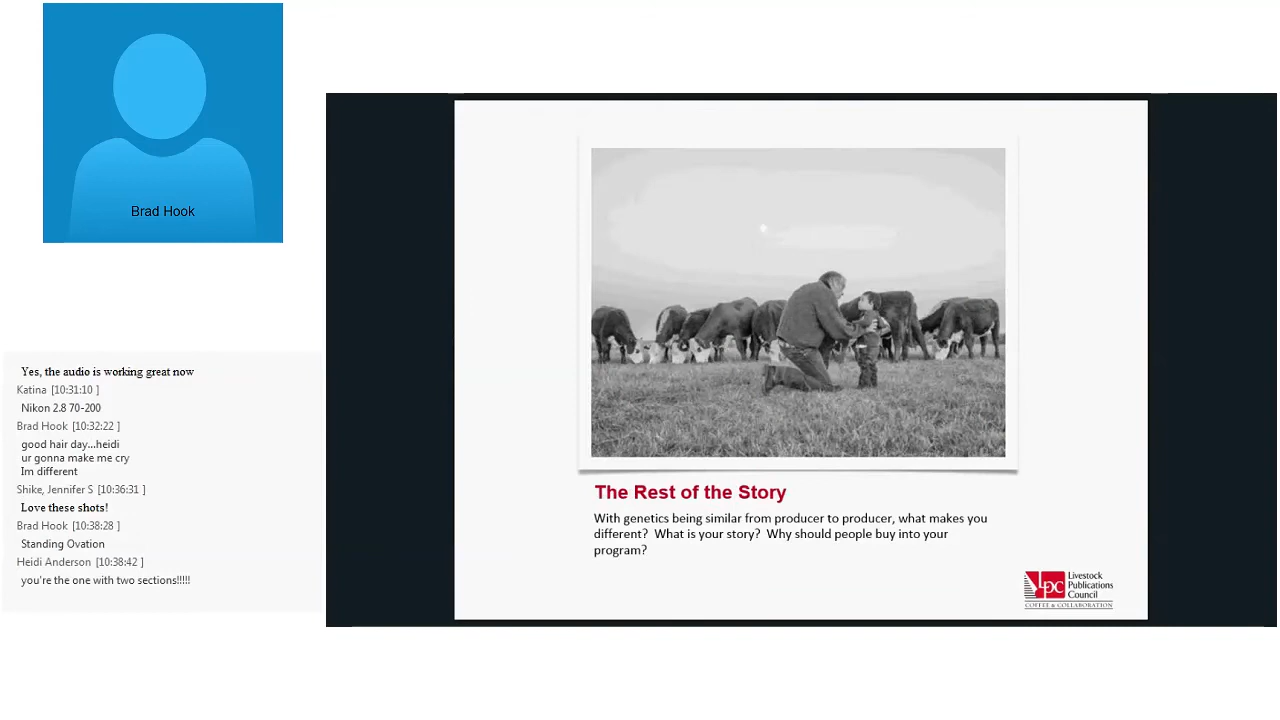 Brad Hook
Yes, the audio is working great now
Katina [10:31:10 ]
Nikon 2.8 70-200
Brad Hook [10:32:22 ]
good hair day...heidi
ur gonna make me cry
Im different
Shike, Jennifer S [10:36:31 ]
Love these shots!
Brad Hook [10:38:28 ]
Standing Ovation
Heidi Anderson [10:38:42 ]
you're the one with two sections!!!!!
The Rest of the Story
With genetics being similar from producer to producer, what makes you
different?  What is your story?  Why should people buy into your
program?
LPC
Livestock
Publications
Council
COFFEE & COLLABORATION